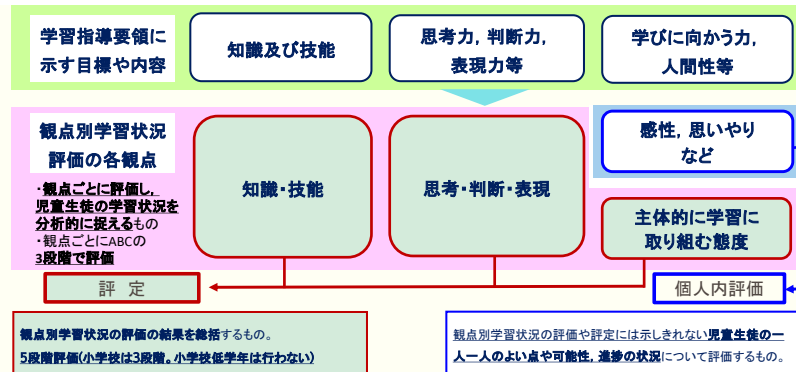 学習指導要領に
示す目標や内容
知識及び技能
思考力，判断力，
表現力等
学びに向かう力，
人間性等
観点別学習状況
評価の各観点
・観点ごとに評価し，
児童生徒の学習状況を
分析的に捉えるもの
・観点ごとにABCの
3段階で評価
知識・技能
思考・判断・表現
感性，思いやり
など
主体的に学習に
取り組む態度
評 定
個人内評価
観点別学習状況の評価の結果を総括するもの。
5段階評価(小学校は3段階。小学校低学年は行わない)
観点別学習状況の評価や評定には示しきれない児童生徒の一
人一人のよい点や可能性，進捗の状況について評価するもの。